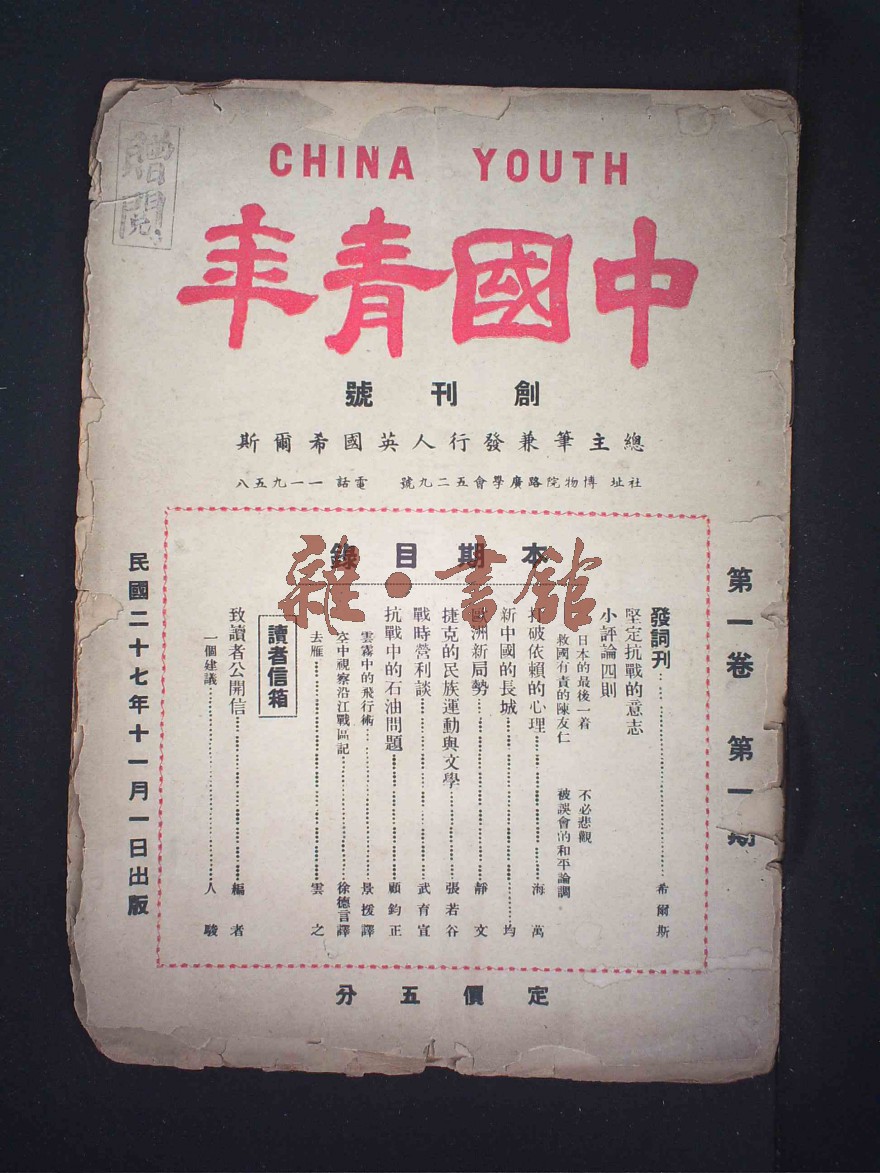 贈閱
CHINA YOUTH
中國青年
創刊號
總主筆兼發行人英國希爾斯
社址 博物院路廣學會五二九號 電話 一一九五八
第一卷 第一期
本期目錄
發刊詞……希爾斯
堅定抗戰的意志
小評論四則
日本的最後一着 不必悲觀
救國有責的陳友仁 被誤會的和平論調
打破依賴的心理……海萬
新中國的長城……均
歐洲新局勢……靜文
捷克的民族運動與文學……張若谷
戰時營利談……武育宣
抗戰中的石油問題……顧鈞正
雲霧中的飛行術……景援譯
空中視察沿江戰區記……徐德言譯
去雁……雲之
讀者信箱
致讀者公開信……編者
一個建議……人駿
民國二十七年十一月一日出版
定價五分
雜·書館